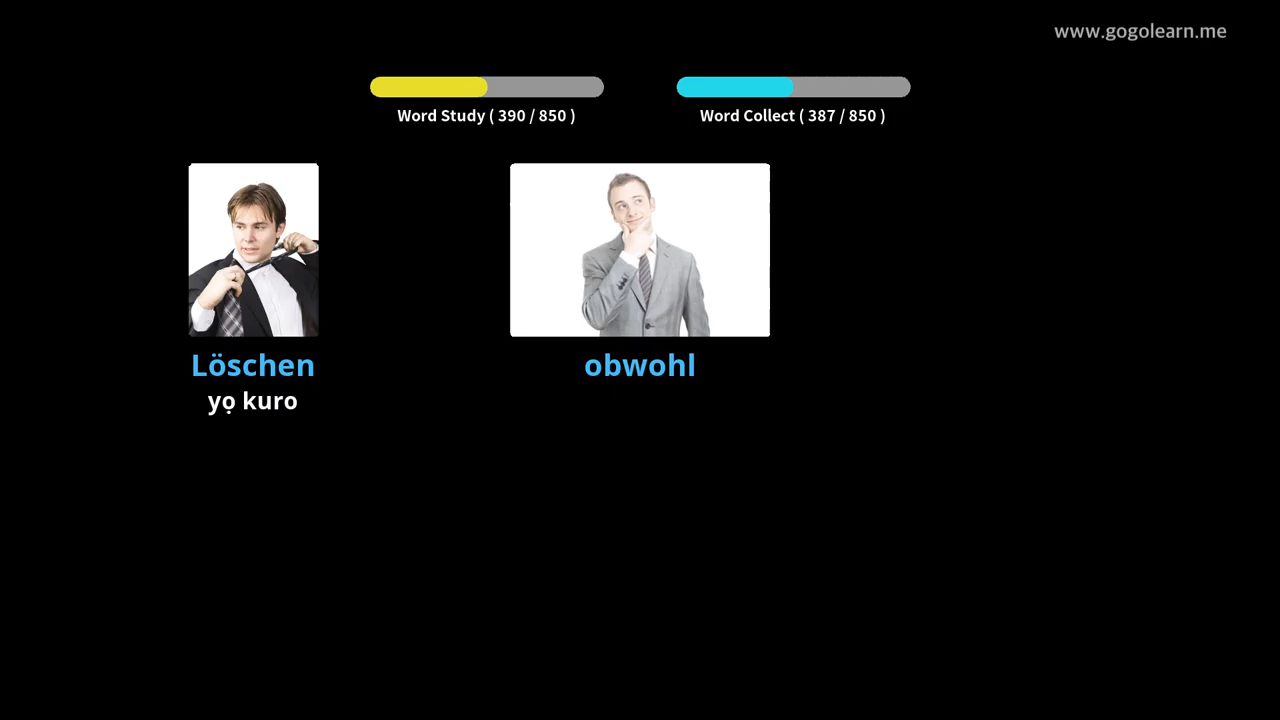 www.gogolearn.me
Word Study ( 390 / 850 )
Word Collect ( 387 / 850 )
Löschen
yọ kuro
obwohl